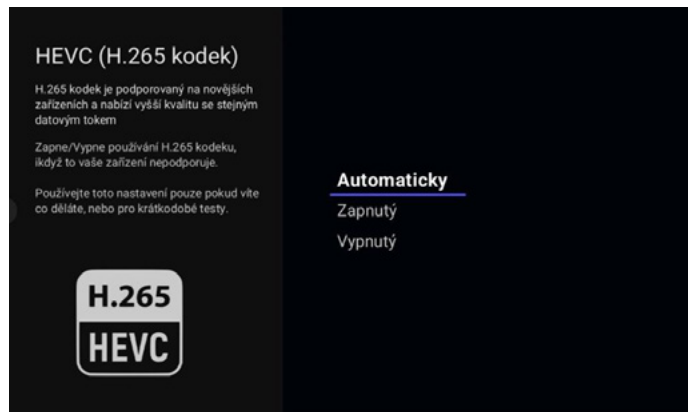 HEVC (H.265 kodek)
H.265 kodek je podporovaný na novějších
zařízeních a nabízí vyšší kvalitu se stejným
datovým tokem
Zapne/Vypne používání H.265 kodeku,
ikdyž to vaše zařízení nepodporuje.
Používejte toto nastavení pouze pokud víte
co děláte, nebo pro krátkodobé testy.
Automaticky
Zapnutý
Vypnutý
H.265
HEVC